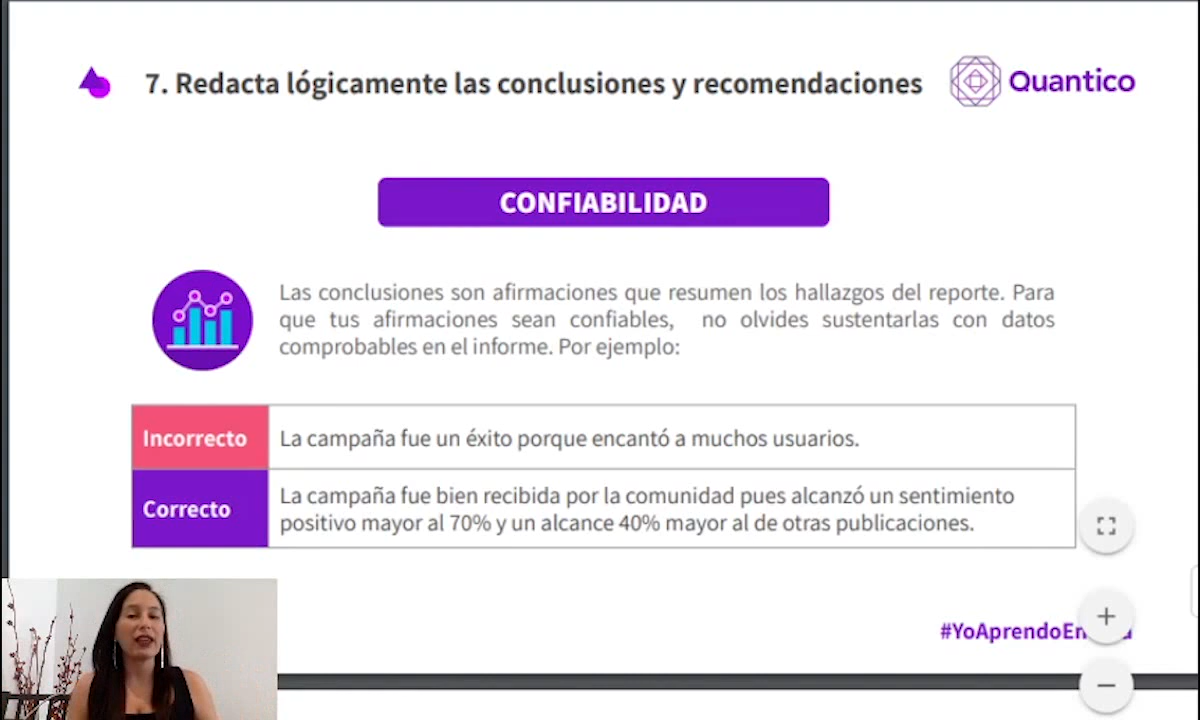 7. Redacta lógicamente las conclusiones y recomendaciones
Quantico
CONFIABILIDAD
Las conclusiones son afirmaciones que resumen los hallazgos del reporte. Para
que tus afirmaciones sean confiables, no olvides sustentarlas con datos
comprobables en el informe. Por ejemplo:
Incorrecto
La campaña fue un éxito porque encantó a muchos usuarios.
Correcto
La campaña fue bien recibida por la comunidad pues alcanzó un sentimiento
positivo mayor al 70% y un alcance 40% mayor al de otras publicaciones.